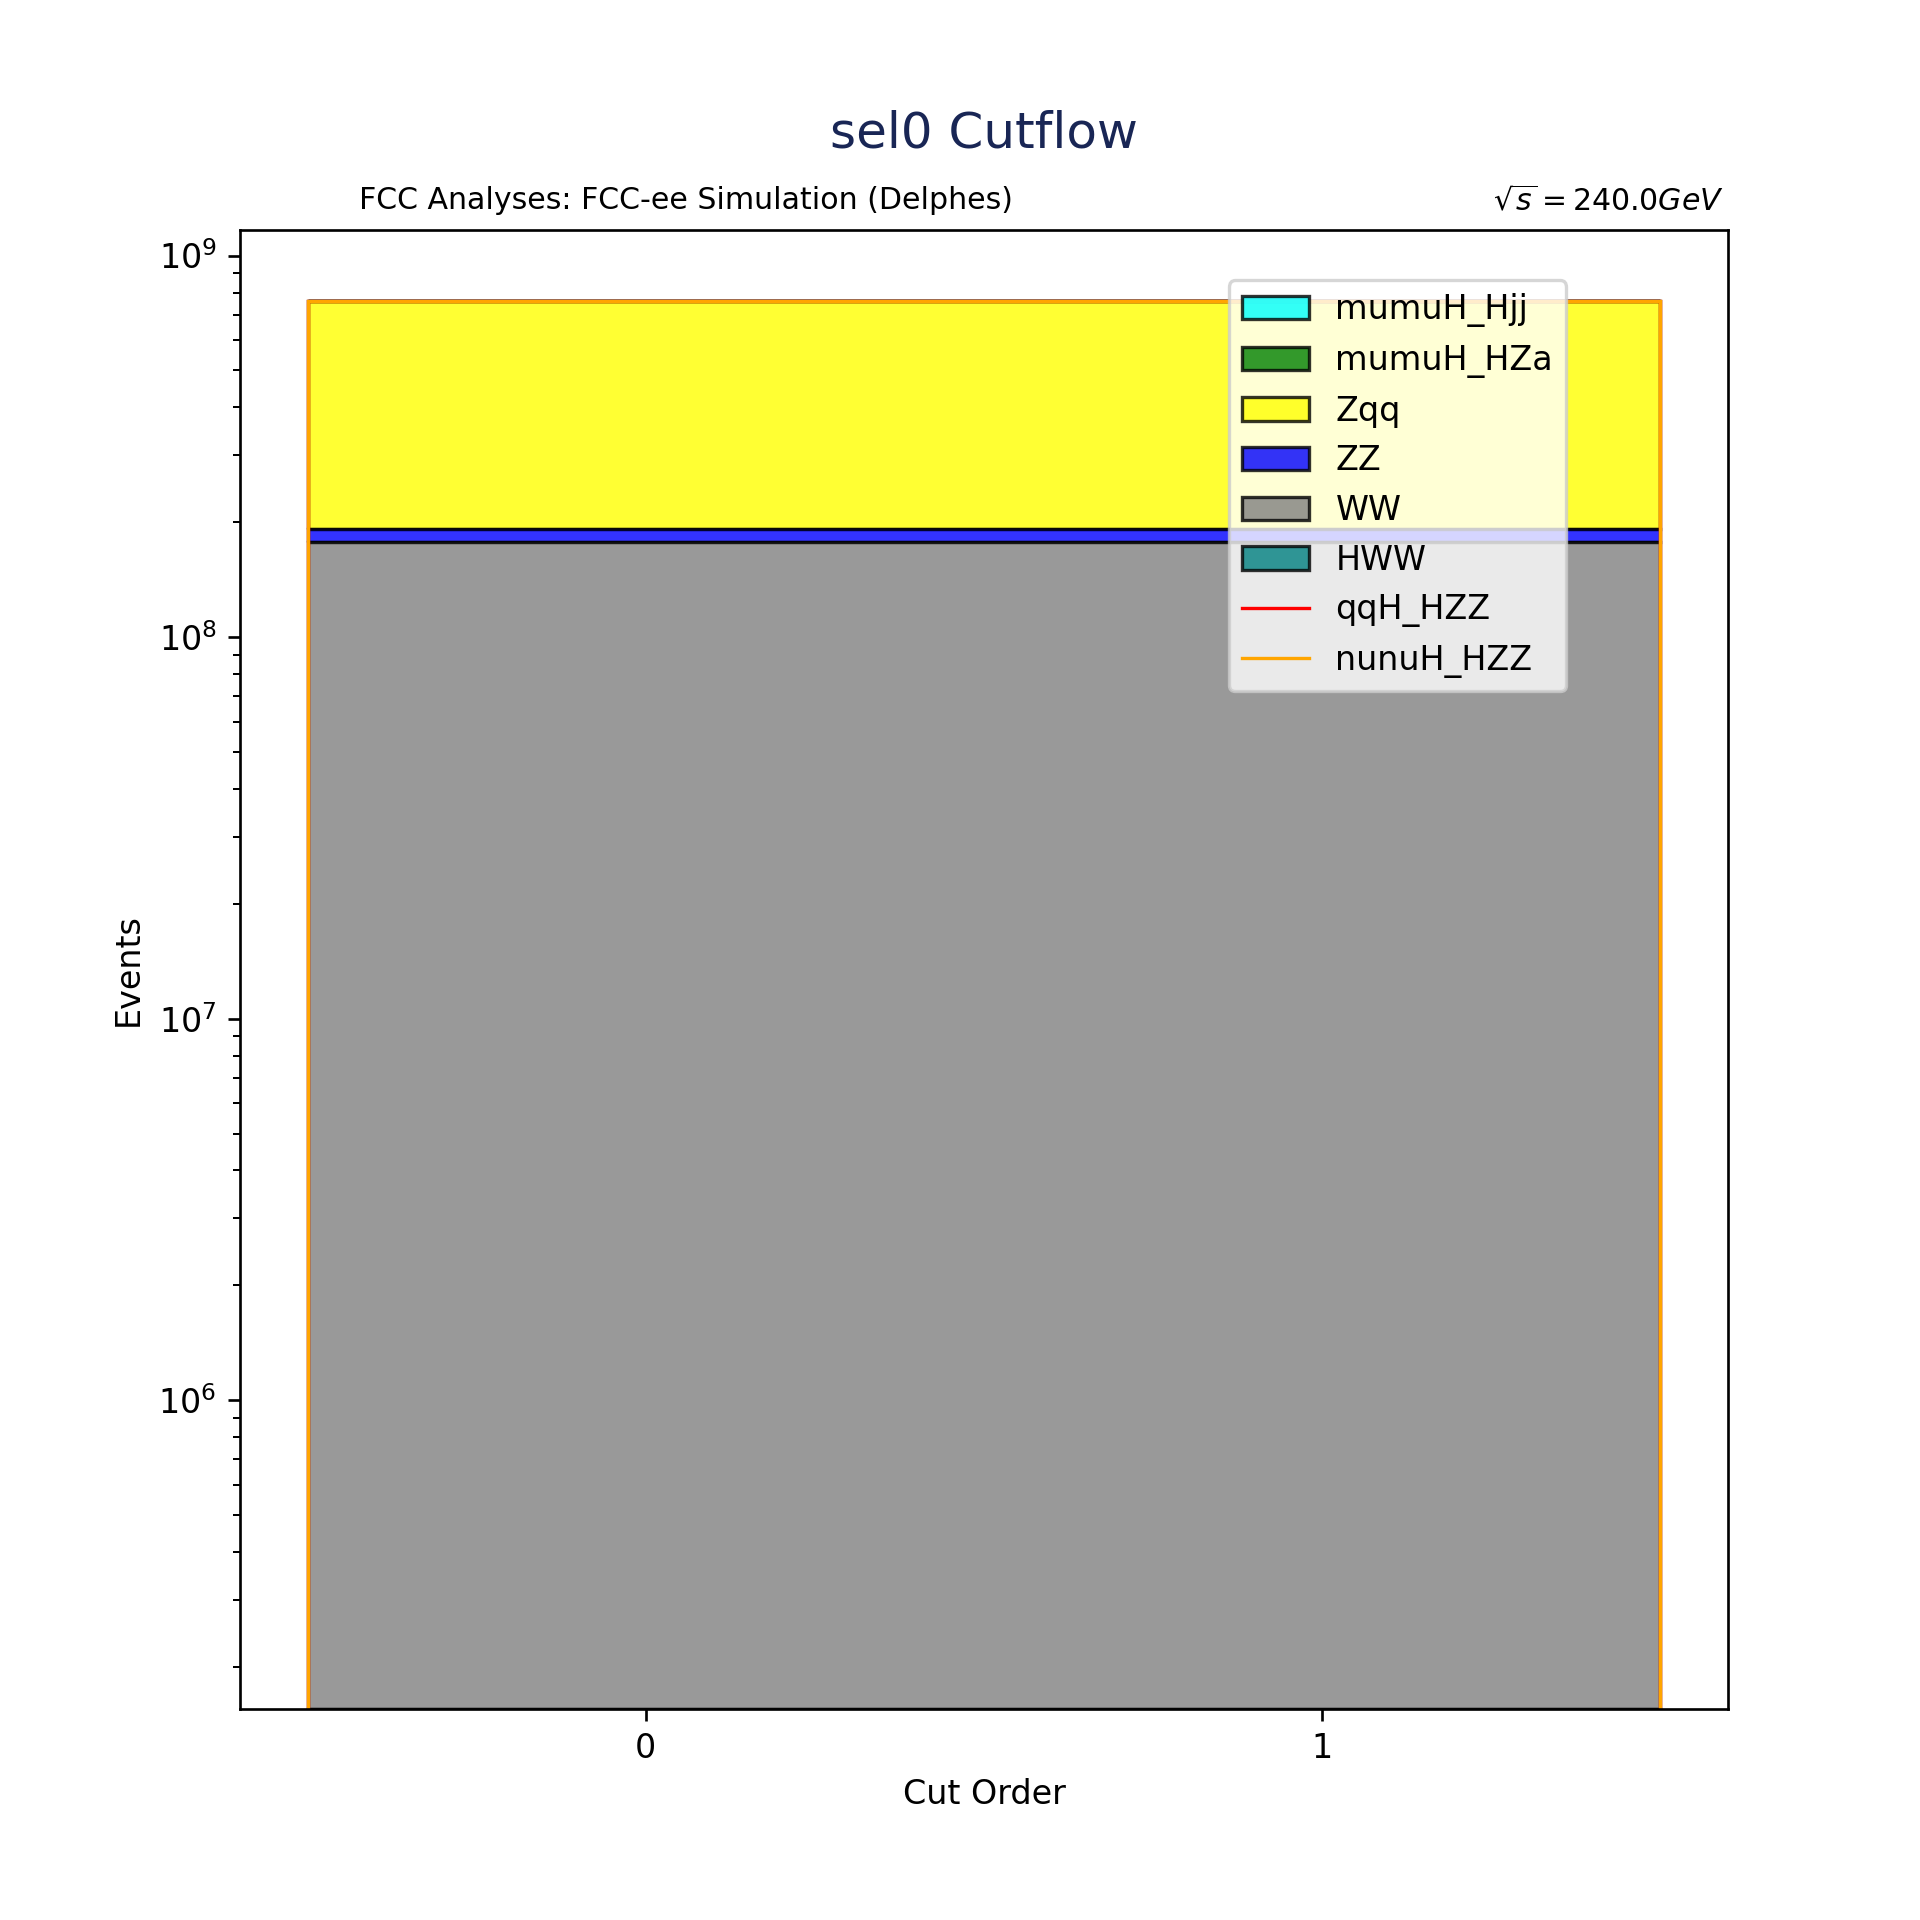 sel0 Cutflow
FCC Analyses: FCC-ee Simulation (Delphes)
√s = 240.0GeV
10⁹
10⁸
10⁷
10⁶
Events
mumuH_Hjj
mumuH_HZa
Zqq
ZZ
WW
HWW
qqH_HZZ
nunuH_HZZ
0 1
Cut Order